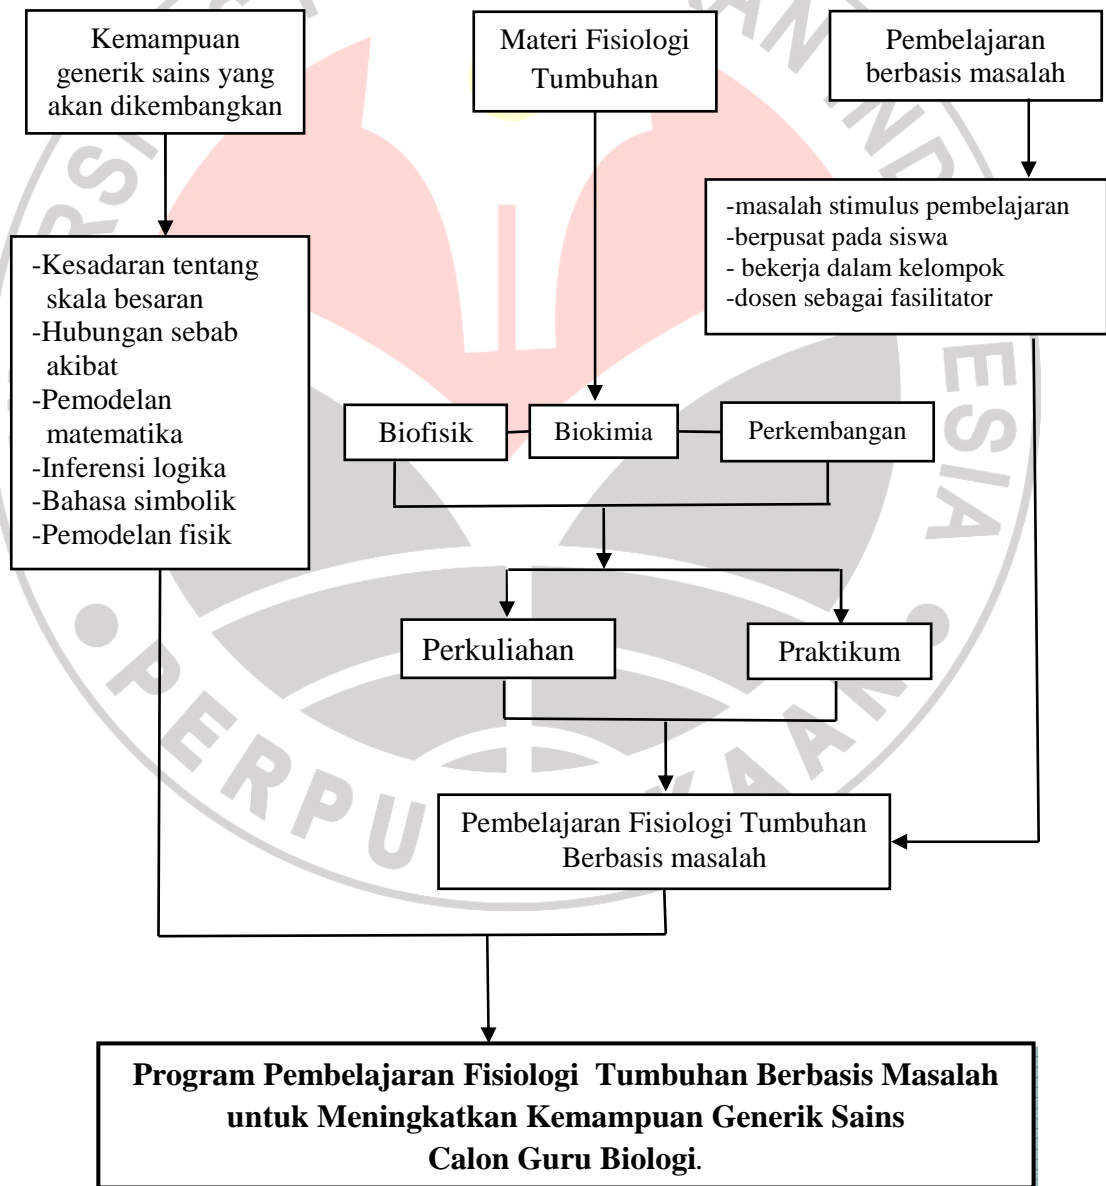 Kemampuan
generik sains yang
akan dikembangkan
Materi Fisiologi
Tumbuhan
Pembelajaran
berbasis masalah
-masalah stimulus pembelajaran
-berpusat pada siswa
- bekerja dalam kelompok
-dosen sebagai fasilitator
-Kesadaran tentang
skala besaran
-Hubungan sebab
akibat
-Pemodelan
matematika
-Inferensi logika
-Bahasa simbolik
-Pemodelan fisik
Biofisik
Biokimia
Perkembangan
Perkuliahan
Praktikum
Pembelajaran Fisiologi Tumbuhan
Berbasis masalah
Program Pembelajaran Fisiologi Tumbuhan Berbasis Masalah
untuk Meningkatkan Kemampuan Generik Sains
Calon Guru Biologi.